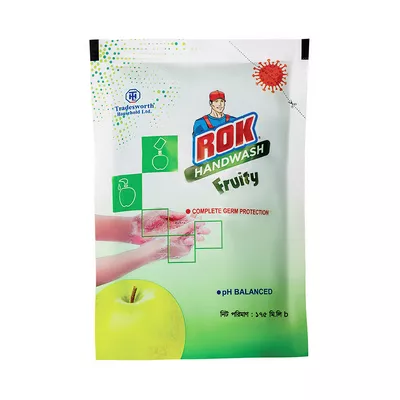 Tradesworth
Household Ltd.
ROK
HANDWASH
Fruity
COMPLETE GERM PROTECTION
pH BALANCED
নিট পরিমাণ : ১৭৫ মি.লি b